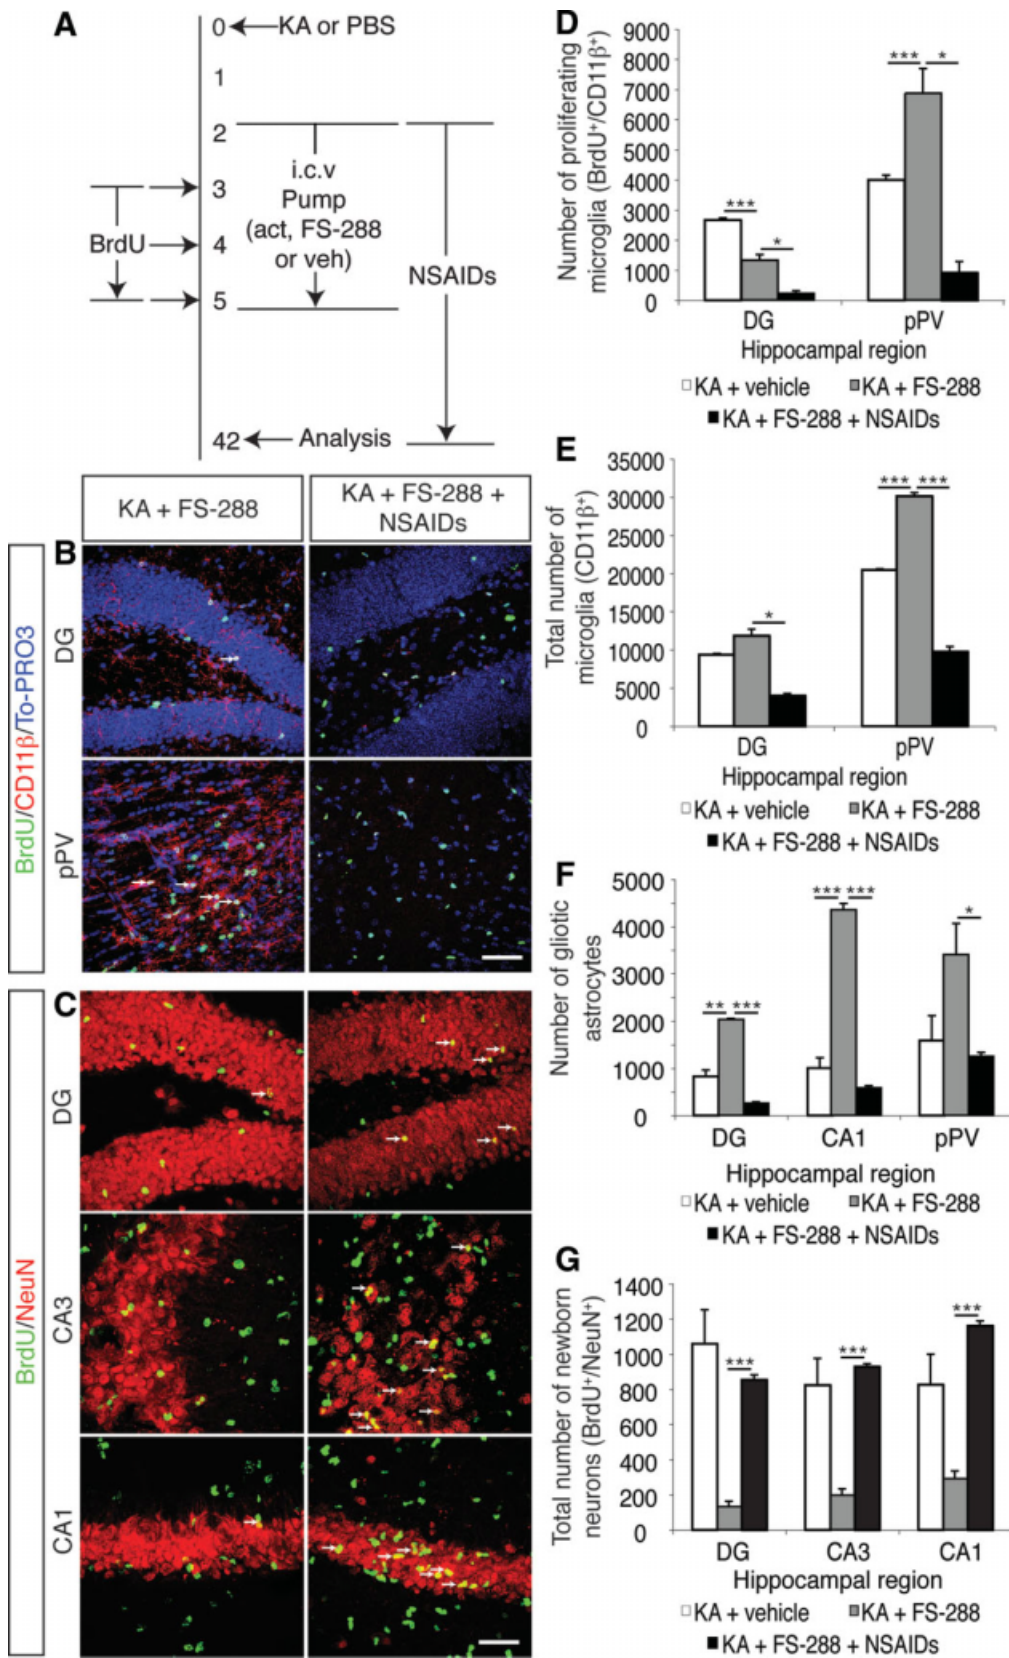 A
0
KA or PBS
1
2
i.c.v
Pump
(act, FS-288
or veh)
NSAIDs
3
BrdU
4
5
42
Analysis
KA + FS-288
KA + FS-288 +
NSAIDs
B
BrdU/CD11β/To-PRO3
DG
pPV
C
BrdU/NeuN
DG
CA3
CA1
D
Number of proliferating
microglia (BrdU⁺/CD11β⁺)
9000
8000
7000
6000
5000
4000
3000
2000
1000
0
***
*
***
*
DG
pPV
Hippocampal region
KA + vehicle
KA + FS-288
KA + FS-288 + NSAIDs
E
Total number of
microglia (CD11β⁺)
35000
30000
25000
20000
15000
10000
5000
0
*
***
***
DG
pPV
Hippocampal region
KA + vehicle
KA + FS-288
KA + FS-288 + NSAIDs
F
Number of gliotic
astrocytes
5000
4000
3000
2000
1000
0
**
***
***
***
*
DG
CA1
pPV
Hippocampal region
KA + vehicle
KA + FS-288
KA + FS-288 + NSAIDs
G
Total number of newborn
neurons (BrdU⁺/NeuN⁺)
1400
1200
1000
800
600
400
200
0
***
***
***
DG
CA3
CA1
Hippocampal region
KA + vehicle
KA + FS-288
KA + FS-288 + NSAIDs